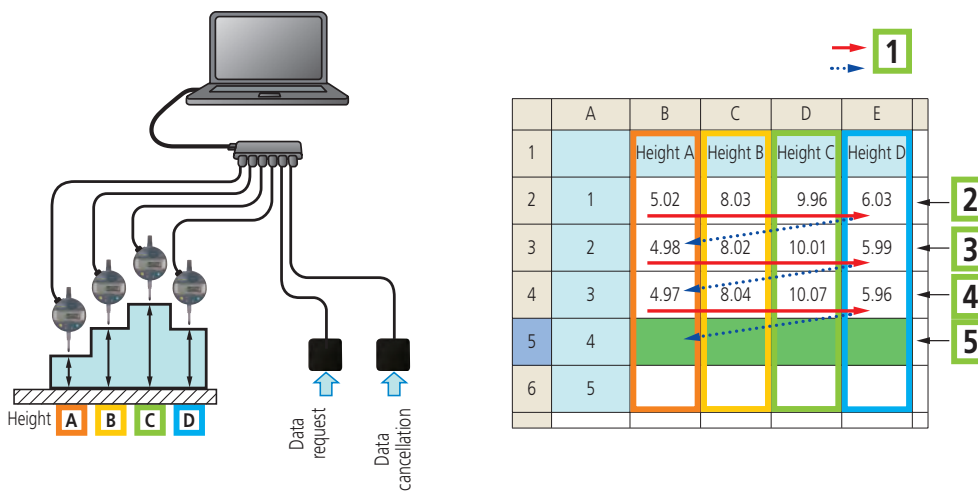 1
A B C D E
1 Height A Height B Height C Height D
2 1 5.02 8.03 9.96 6.03 2
3 2 4.98 8.02 10.01 5.99 3
4 3 4.97 8.04 10.07 5.96 4
5 4 5
6 5
Height A B C D
Data
request
Data
cancellation